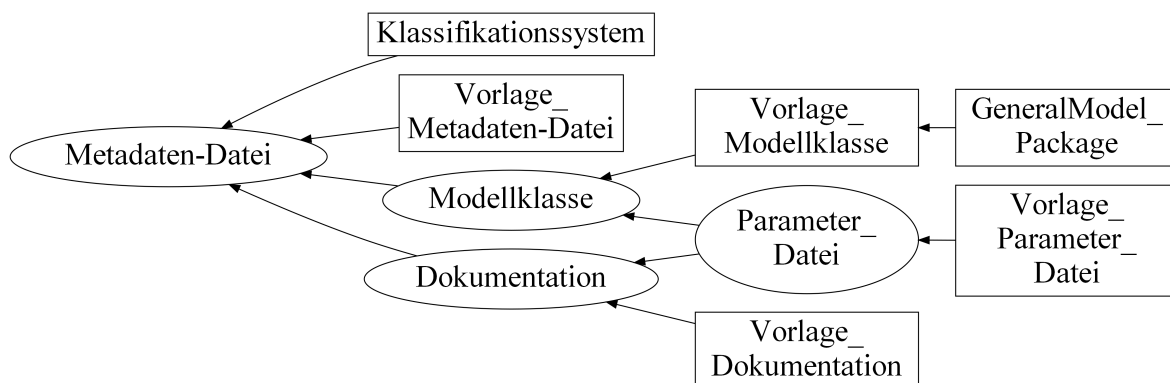 Klassifikationssystem
Vorlage_
Metadaten-Datei
Metadaten-Datei
Modellklasse
Dokumentation
Vorlage_
Modellklasse
Parameter_
Datei
Vorlage_
Dokumentation
GeneralModel_
Package
Vorlage_
Parameter_
Datei